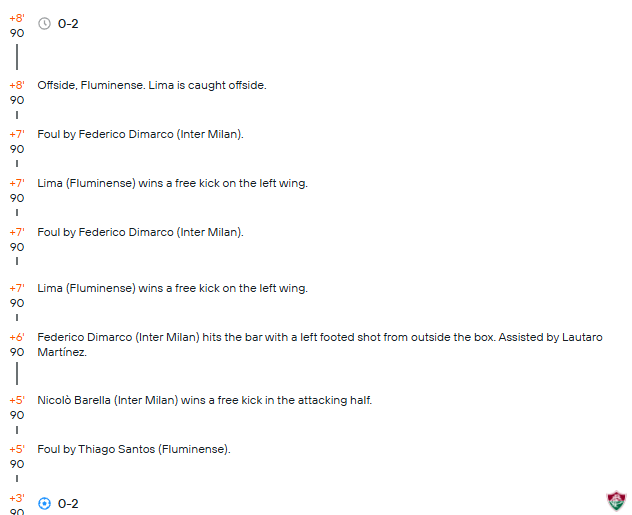 +8'
90
0-2
+8'
90
Offside, Fluminense. Lima is caught offside.
+7'
90
Foul by Federico Dimarco (Inter Milan).
+7'
90
Lima (Fluminense) wins a free kick on the left wing.
+7'
90
Foul by Federico Dimarco (Inter Milan).
+7'
90
Lima (Fluminense) wins a free kick on the left wing.
+6'
90
Federico Dimarco (Inter Milan) hits the bar with a left footed shot from outside the box. Assisted by Lautaro
Martínez.
+5'
90
Nicolò Barella (Inter Milan) wins a free kick in the attacking half.
+5'
90
Foul by Thiago Santos (Fluminense).
+3'
90
0-2